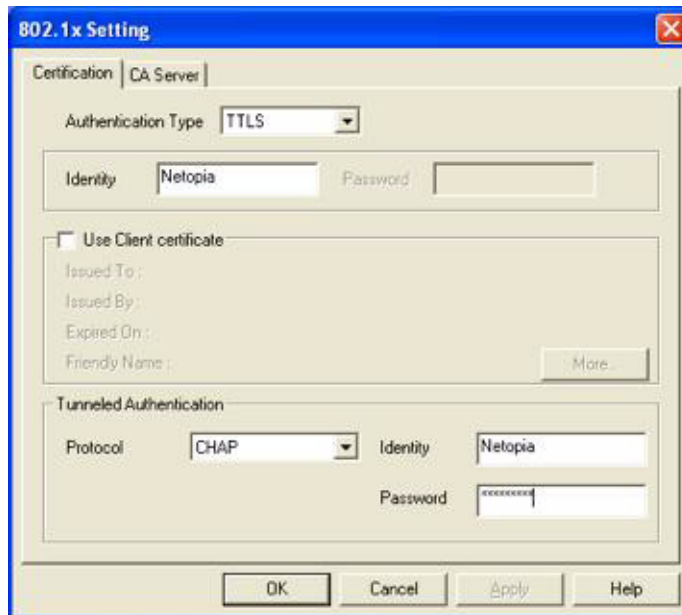 802.1x Setting
Certification CA Server
Authentication Type TTLS
Identity Netopia Password
Use Client certificate
Issued To :
Issued By :
Expired On :
Friendly Name : More...
Tunneled Authentication
Protocol CHAP Identity Netopia
Password *********
OK Cancel Apply Help